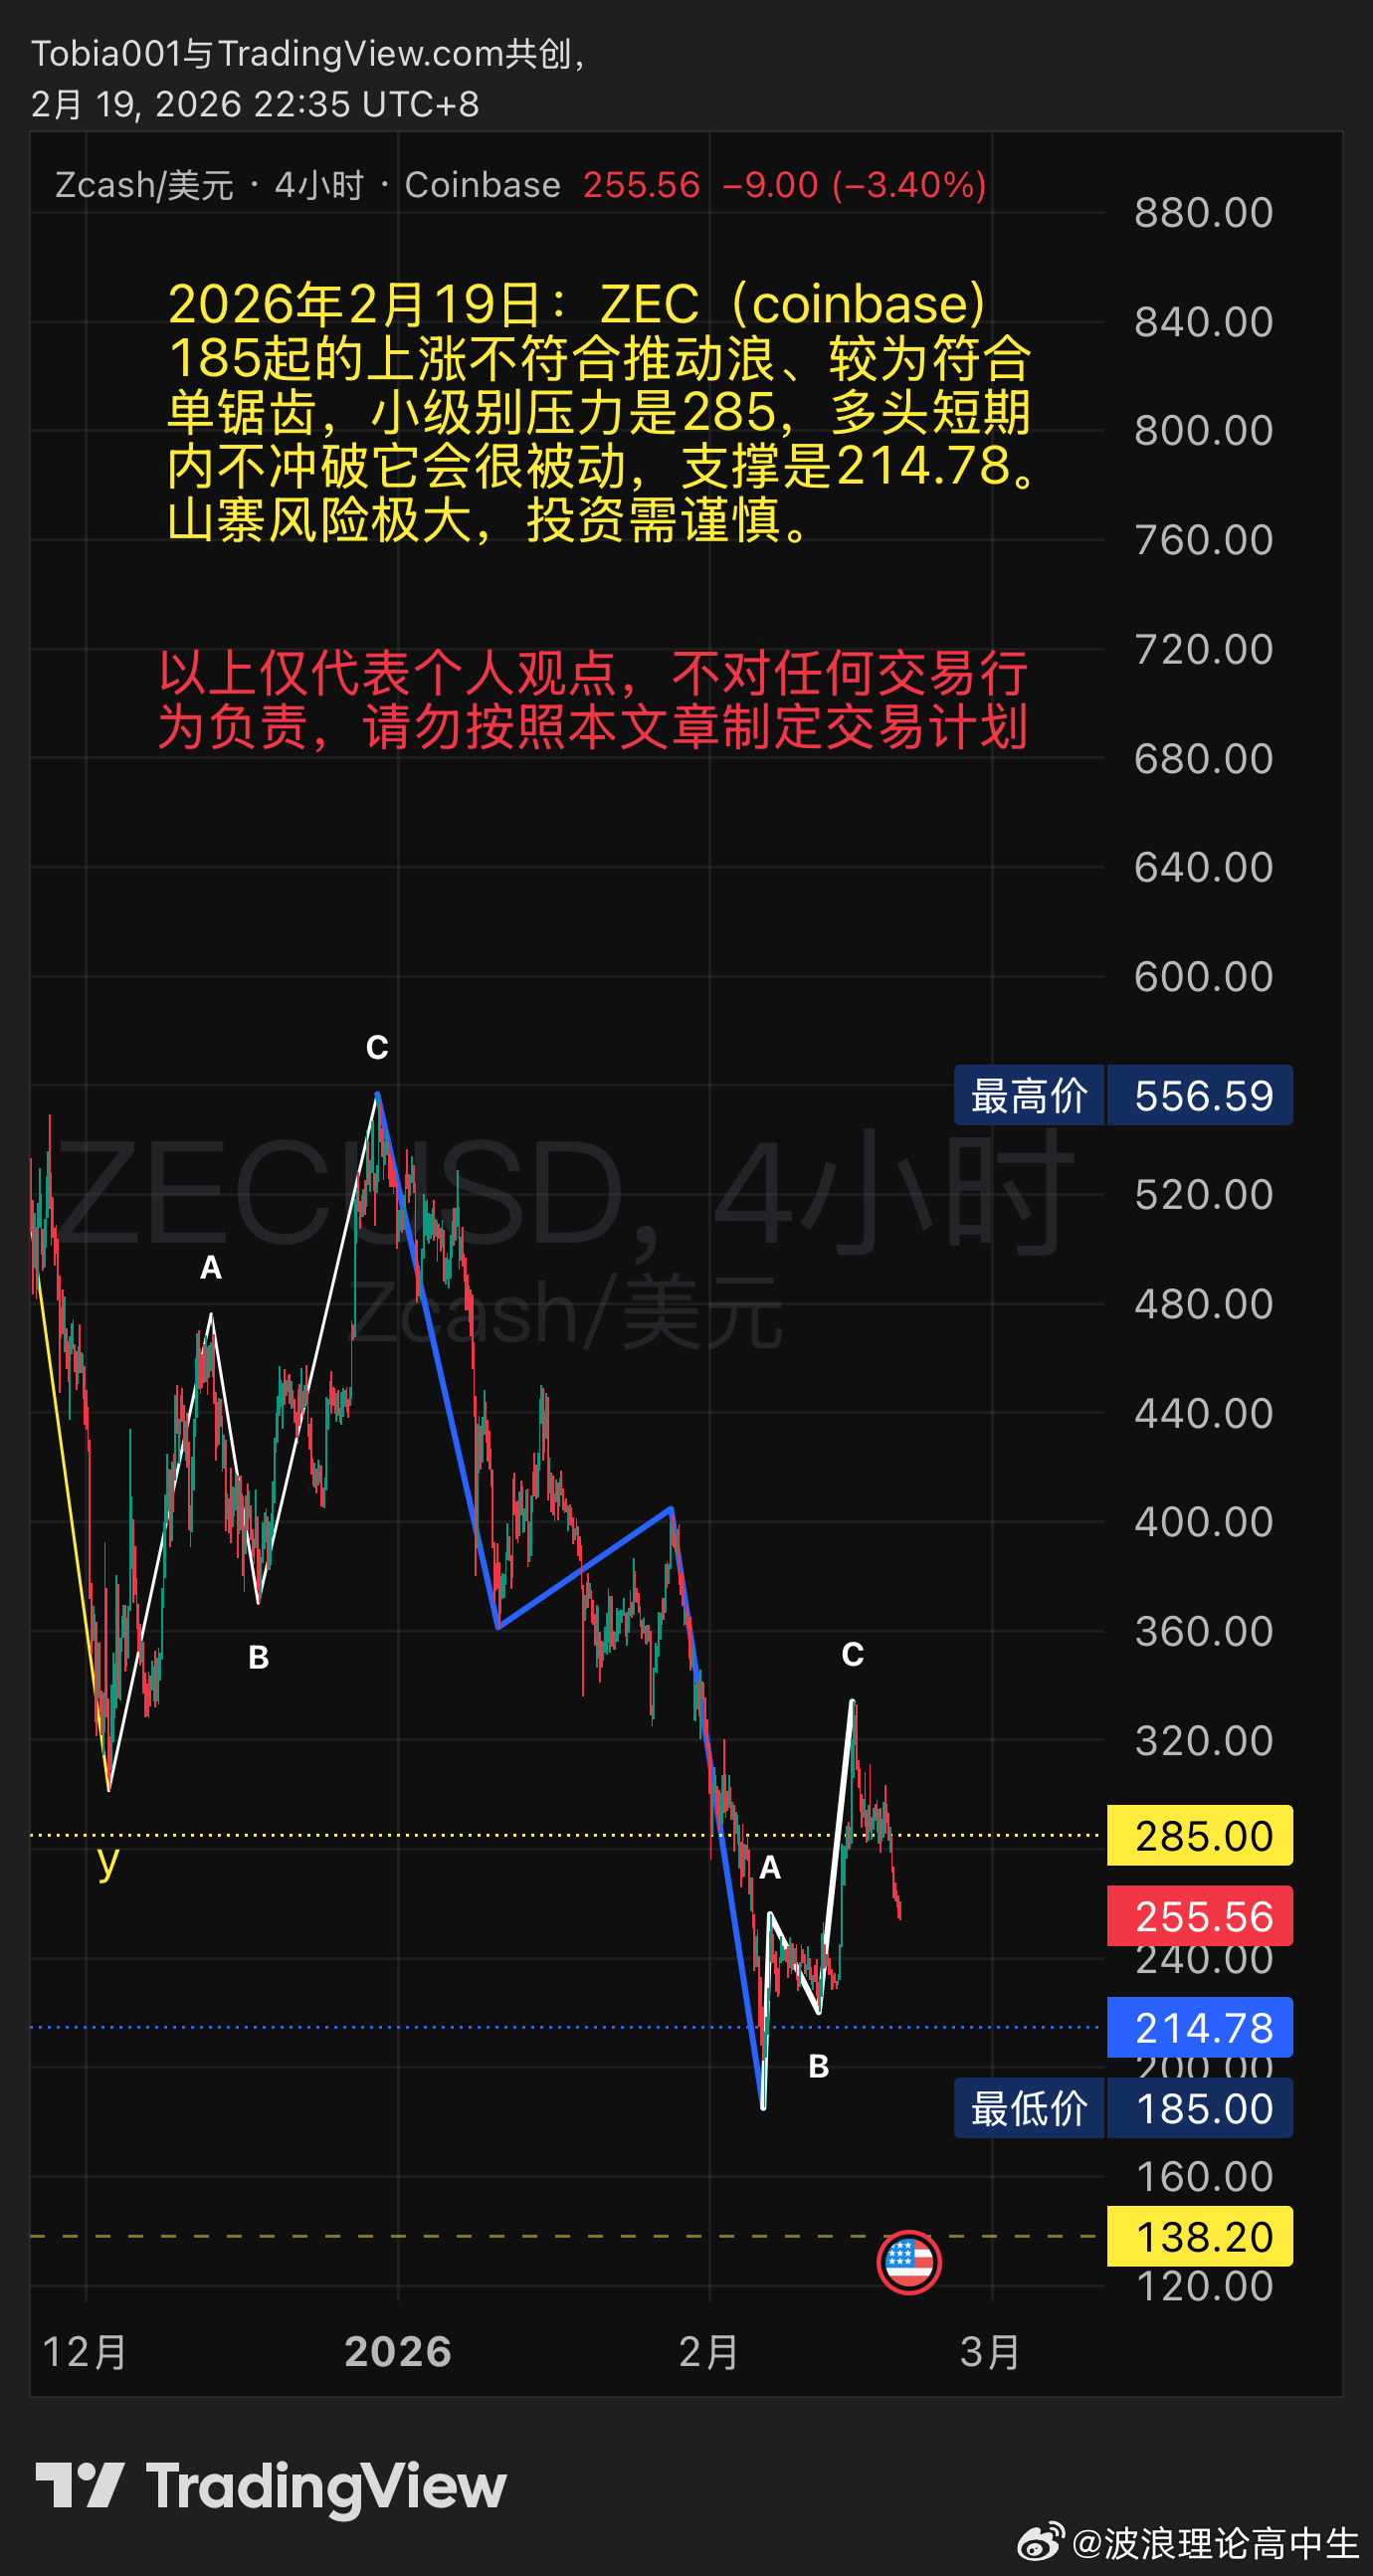 Tobia001与TradingView.com共创，
2月 19, 2026 22:35 UTC+8
Zcash/美元 · 4小时 · Coinbase 255.56 −9.00 (−3.40%)
880.00
2026年2月19日：ZEC（coinbase）
185起的上涨不符合推动浪、较为符合
单锯齿，小级别压力是285，多头短期
内不冲破它会很被动，支撑是214.78。
山寨风险极大，投资需谨慎。
840.00
800.00
760.00
以上仅代表个人观点，不对任何交易行
为负责，请勿按照本文章制定交易计划
720.00
680.00
640.00
600.00
C
最高价 556.59
ZECUSD，4小时
Zcash/美元
520.00
A
480.00
440.00
400.00
B
360.00
C
320.00
y
285.00
A
255.56
240.00
214.78
B
200.00
最低价 185.00
160.00
138.20
120.00
12月 2026 2月 3月
TradingView
@波浪理论高中生